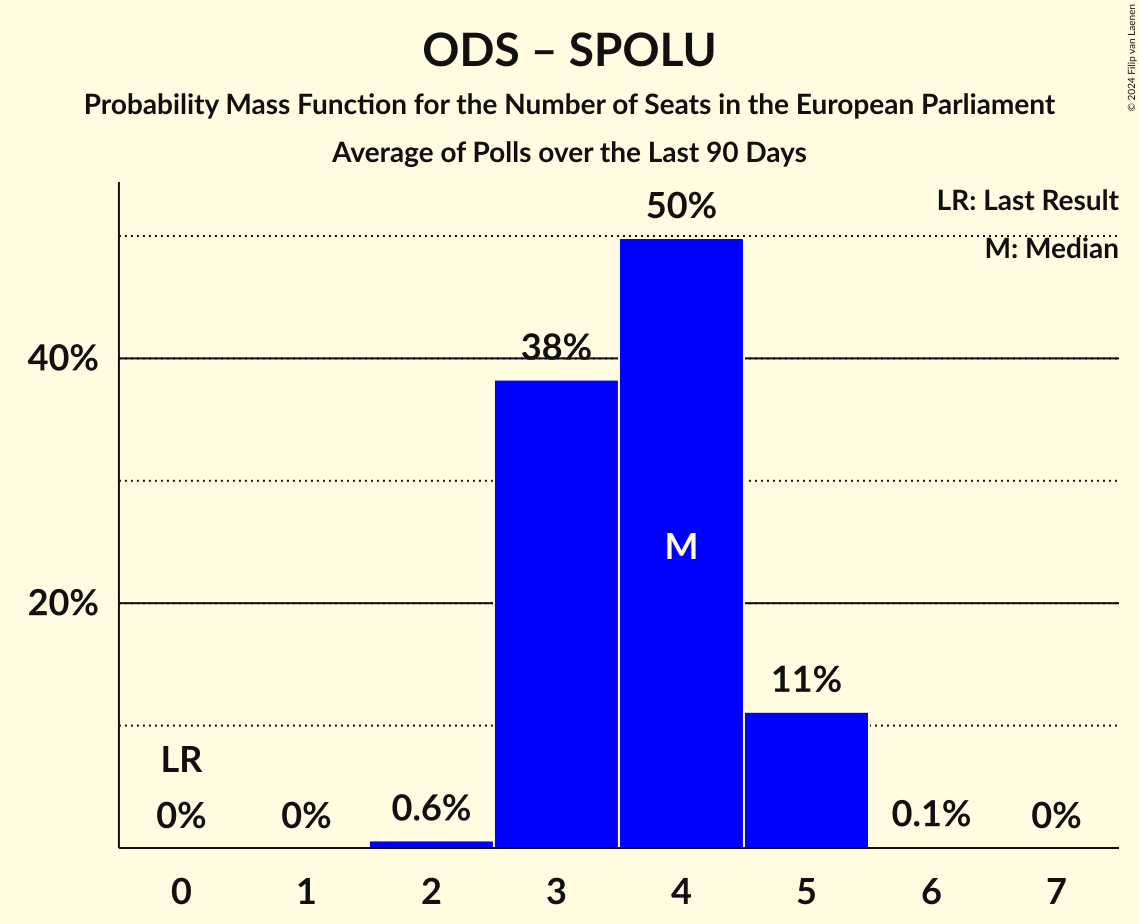 ODS – SPOLU
Probability Mass Function for the Number of Seats in the European Parliament
Average of Polls over the Last 90 Days
© 2024 Filip van Laenen
LR: Last Result
M: Median
50%
38%
40%
M
20%
11%
LR
0%
0%
0.6%
0.1%
0%
0 1 2 3 4 5 6 7